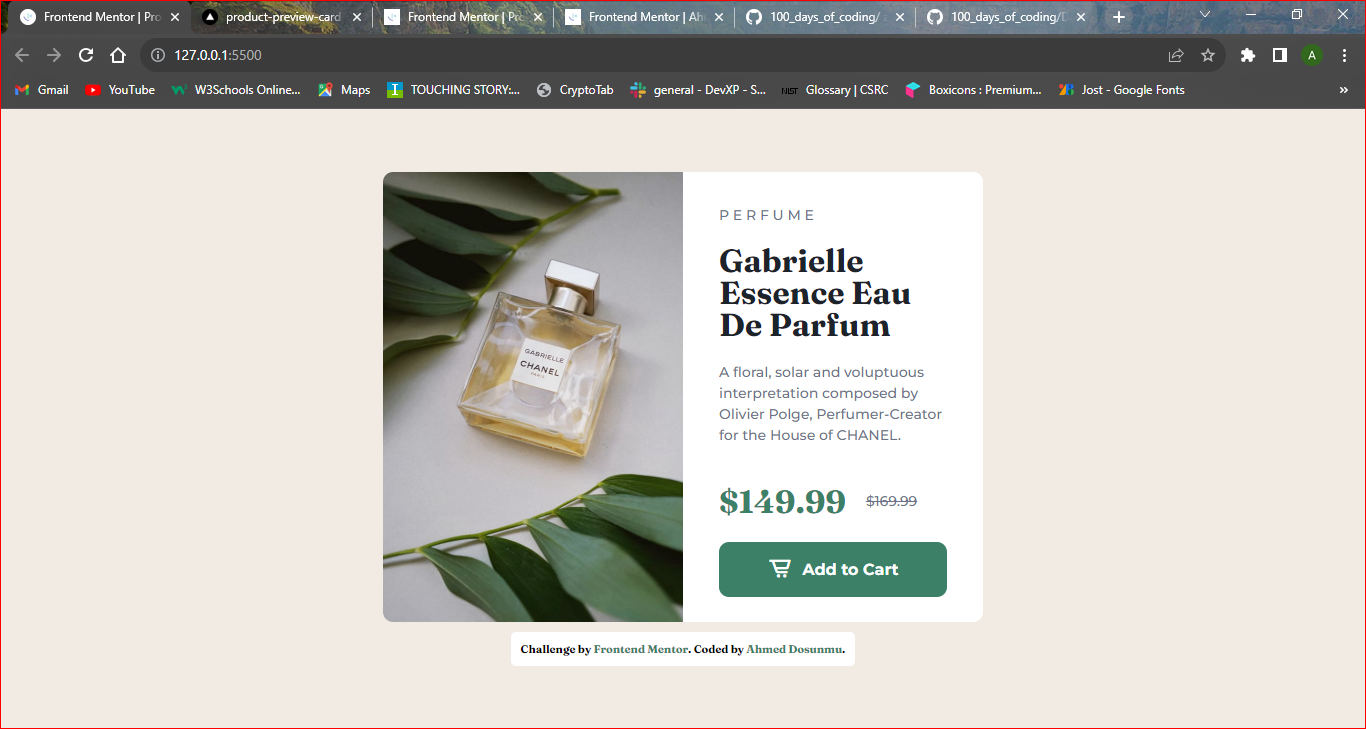 Frontend Mentor | Pro
product-preview-card
Frontend Mentor | Pr
Frontend Mentor | Ah
100_days_of_coding/
100_days_of_coding/
127.0.0.1:5500
A
Gmail
YouTube
W3Schools Online...
Maps
TOUCHING STORY:...
CryptoTab
general - DevXP - S...
NIST
Glossary | CSRC
Boxicons : Premium...
Jost - Google Fonts
»
GABRIELLE
CHANEL
PARIS
PERFUME
Gabrielle
Essence Eau
De Parfum
A floral, solar and voluptuous
interpretation composed by
Olivier Polge, Perfumer-Creator
for the House of CHANEL.
$149.99 $169.99
Add to Cart
Challenge by Frontend Mentor. Coded by Ahmed Dosunmu.